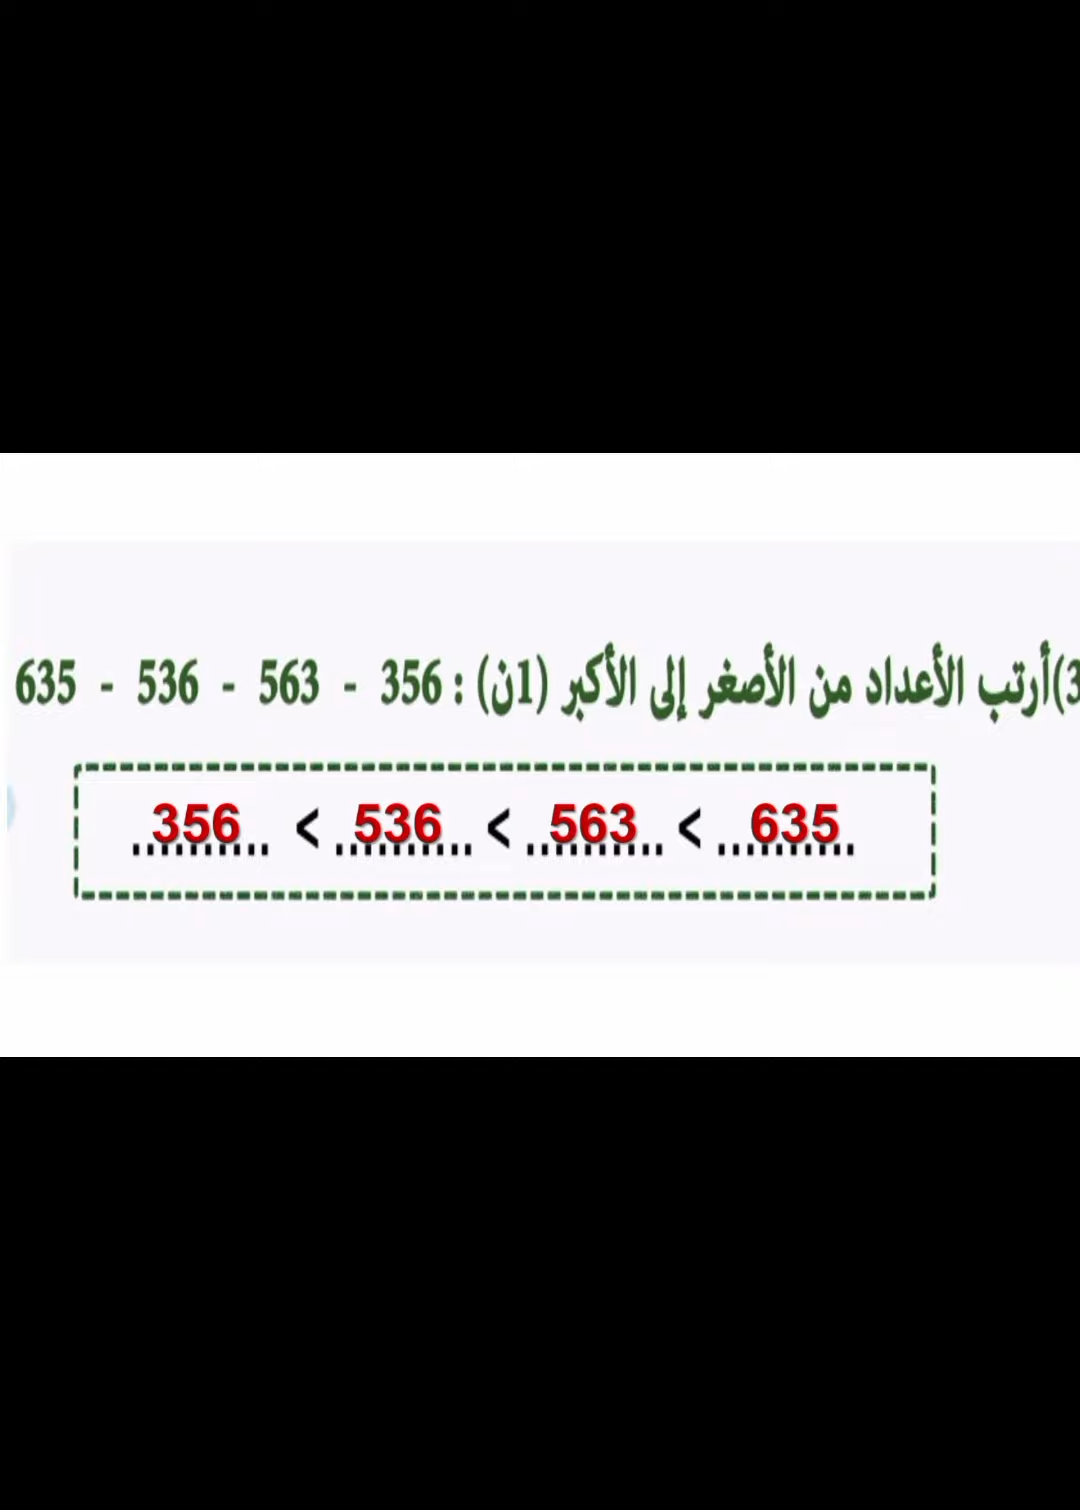 3)أرتب الأعداد من الأصغر إلى الأكبر (1ن) : 356 - 563 - 536 - 635
356 < 536 < 563 < 635